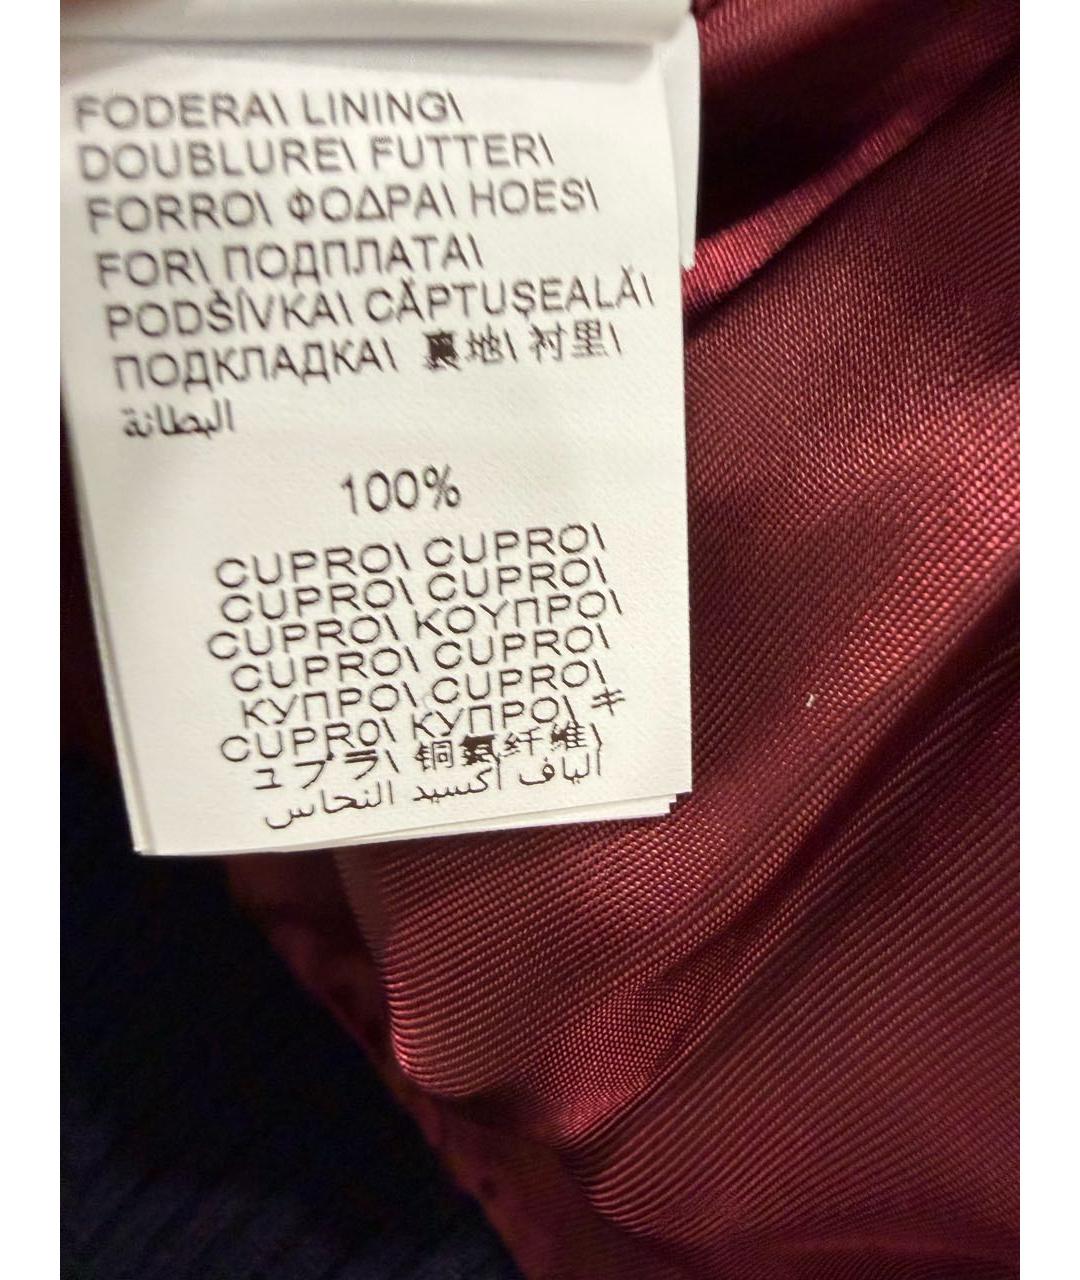 FODERA\ LINING\
DOUBLURE\ FUTTER\
FORRO\ ΦΟΔΡΑ\ HOES\
FOR\ ПОДПЛАТА\
PODŠÍVKA\ CĂPTUŞEALĂ\
ПОДКЛАДКА\ 裏地\ 衬里\
البطانة
100%
CUPRO\ CUPRO\
CUPRO\ CUPRO\
CUPRO\ ΚΟΥΠΡΟ\
CUPRO\ CUPRO\
КУПРО\ CUPRO\
CUPRO\ КУПРО\ キ
ュプラ\ 铜氨纤维\
الياف أكسيد النحاس